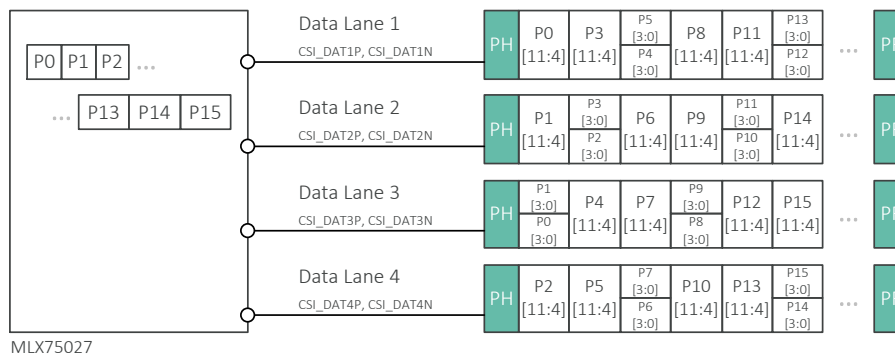 P0 P1 P2 ...
... P13 P14 P15
MLX75027
Data Lane 1
CSI_DAT1P, CSI_DAT1N
PH P0 [11:4] P3 [11:4] P5 [3:0] P4 [3:0] P8 [11:4] P11 [11:4] P13 [3:0] P12 [3:0] ... PF
Data Lane 2
CSI_DAT2P, CSI_DAT2N
PH P1 [11:4] P3 [3:0] P2 [3:0] P6 [11:4] P9 [11:4] P11 [3:0] P10 [3:0] P14 [11:4] ... PF
Data Lane 3
CSI_DAT3P, CSI_DAT3N
PH P1 [3:0] P0 [3:0] P4 [11:4] P7 [11:4] P9 [3:0] P8 [3:0] P12 [11:4] P15 [11:4] ... PF
Data Lane 4
CSI_DAT4P, CSI_DAT4N
PH P2 [11:4] P5 [11:4] P7 [3:0] P6 [3:0] P10 [11:4] P13 [11:4] P15 [3:0] P14 [3:0] ... PF